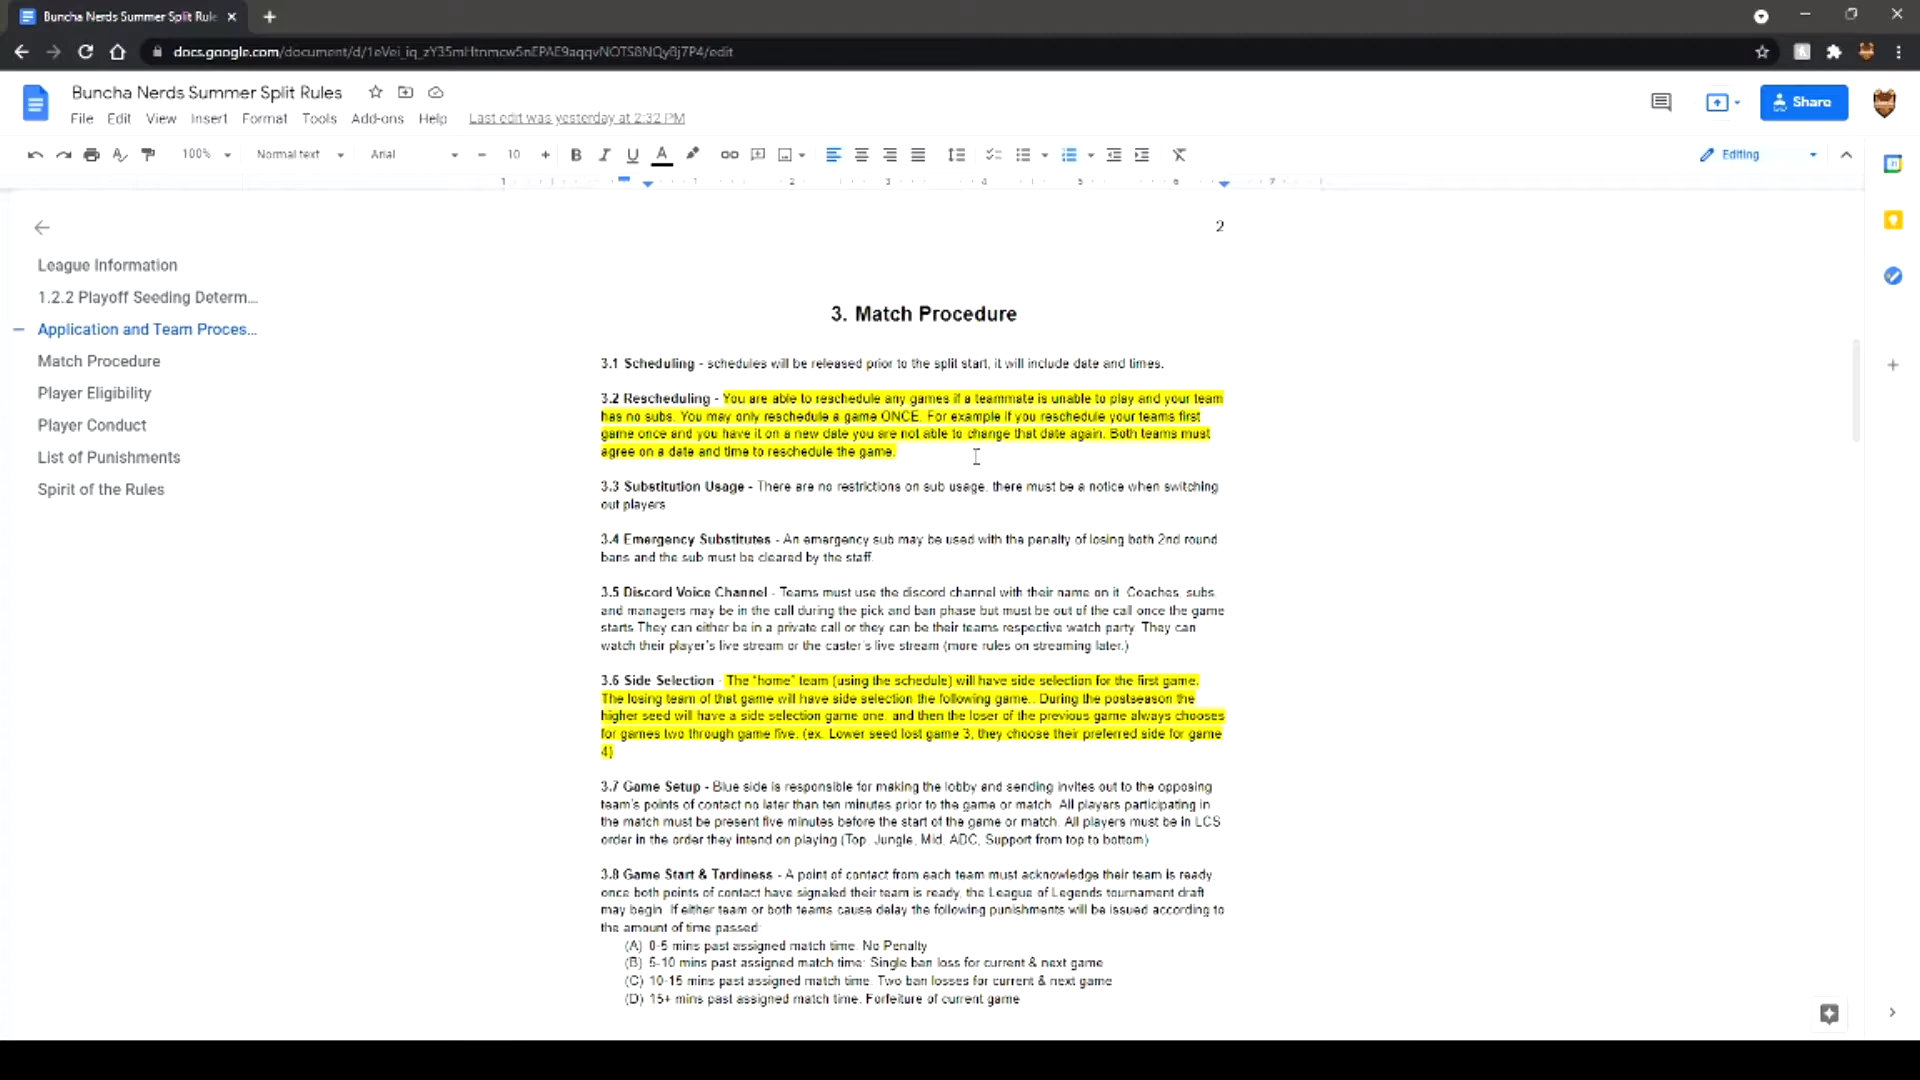 Buncha Nerds Summer Split Rule
docs.google.com/document/d/1eVei_iq_zY35mHtnmcw5nEPAE9aqqvNOTS8NQyBj7P4/edit
Buncha Nerds Summer Split Rules
Share
File Edit View Insert Format Tools Add-ons Help Last edit was yesterday at 2:32 PM
100% Normal text Arial 10 Editing
1 1 2 3 4 5 6 7
2
League Information
1.2.2 Playoff Seeding Determ...
Application and Team Proces...
Match Procedure
Player Eligibility
Player Conduct
List of Punishments
Spirit of the Rules
3. Match Procedure
3.1 Scheduling - schedules will be released prior to the split start, it will include date and times.
3.2 Rescheduling - You are able to reschedule any games if a teammate is unable to play and your team
has no subs. You may only reschedule a game ONCE. For example if you reschedule your teams first
game once and you have it on a new date you are not able to change that date again. Both teams must
agree on a date and time to reschedule the game.
3.3 Substitution Usage - There are no restrictions on sub usage, there must be a notice when switching
out players
3.4 Emergency Substitutes - An emergency sub may be used with the penalty of losing both 2nd round
bans and the sub must be cleared by the staff.
3.5 Discord Voice Channel - Teams must use the discord channel with their name on it. Coaches, subs,
and managers may be in the call during the pick and ban phase but must be out of the call once the game
starts They can either be in a private call or they can be their teams respective watch party. They can
watch their player's live stream or the caster's live stream (more rules on streaming later.)
3.6 Side Selection - The "home" team (using the schedule) will have side selection for the first game.
The losing team of that game will have side selection the following game.. During the postseason the
higher seed will have a side selection game one, and then the loser of the previous game always chooses
for games two through game five. (ex. Lower seed lost game 3, they choose their preferred side for game
4)
3.7 Game Setup - Blue side is responsible for making the lobby and sending invites out to the opposing
team's points of contact no later than ten minutes prior to the game or match. All players participating in
the match must be present five minutes before the start of the game or match. All players must be in LCS
order in the order they intend on playing (Top, Jungle, Mid, ADC, Support from top to bottom)
3.8 Game Start & Tardiness - A point of contact from each team must acknowledge their team is ready
once both points of contact have signaled their team is ready, the League of Legends tournament draft
may begin. If either team or both teams cause delay the following punishments will be issued according to
the amount of time passed:
(A) 0-5 mins past assigned match time: No Penalty
(B) 5-10 mins past assigned match time: Single ban loss for current & next game
(C) 10-15 mins past assigned match time: Two ban losses for current & next game
(D) 15+ mins past assigned match time: Forfeiture of current game